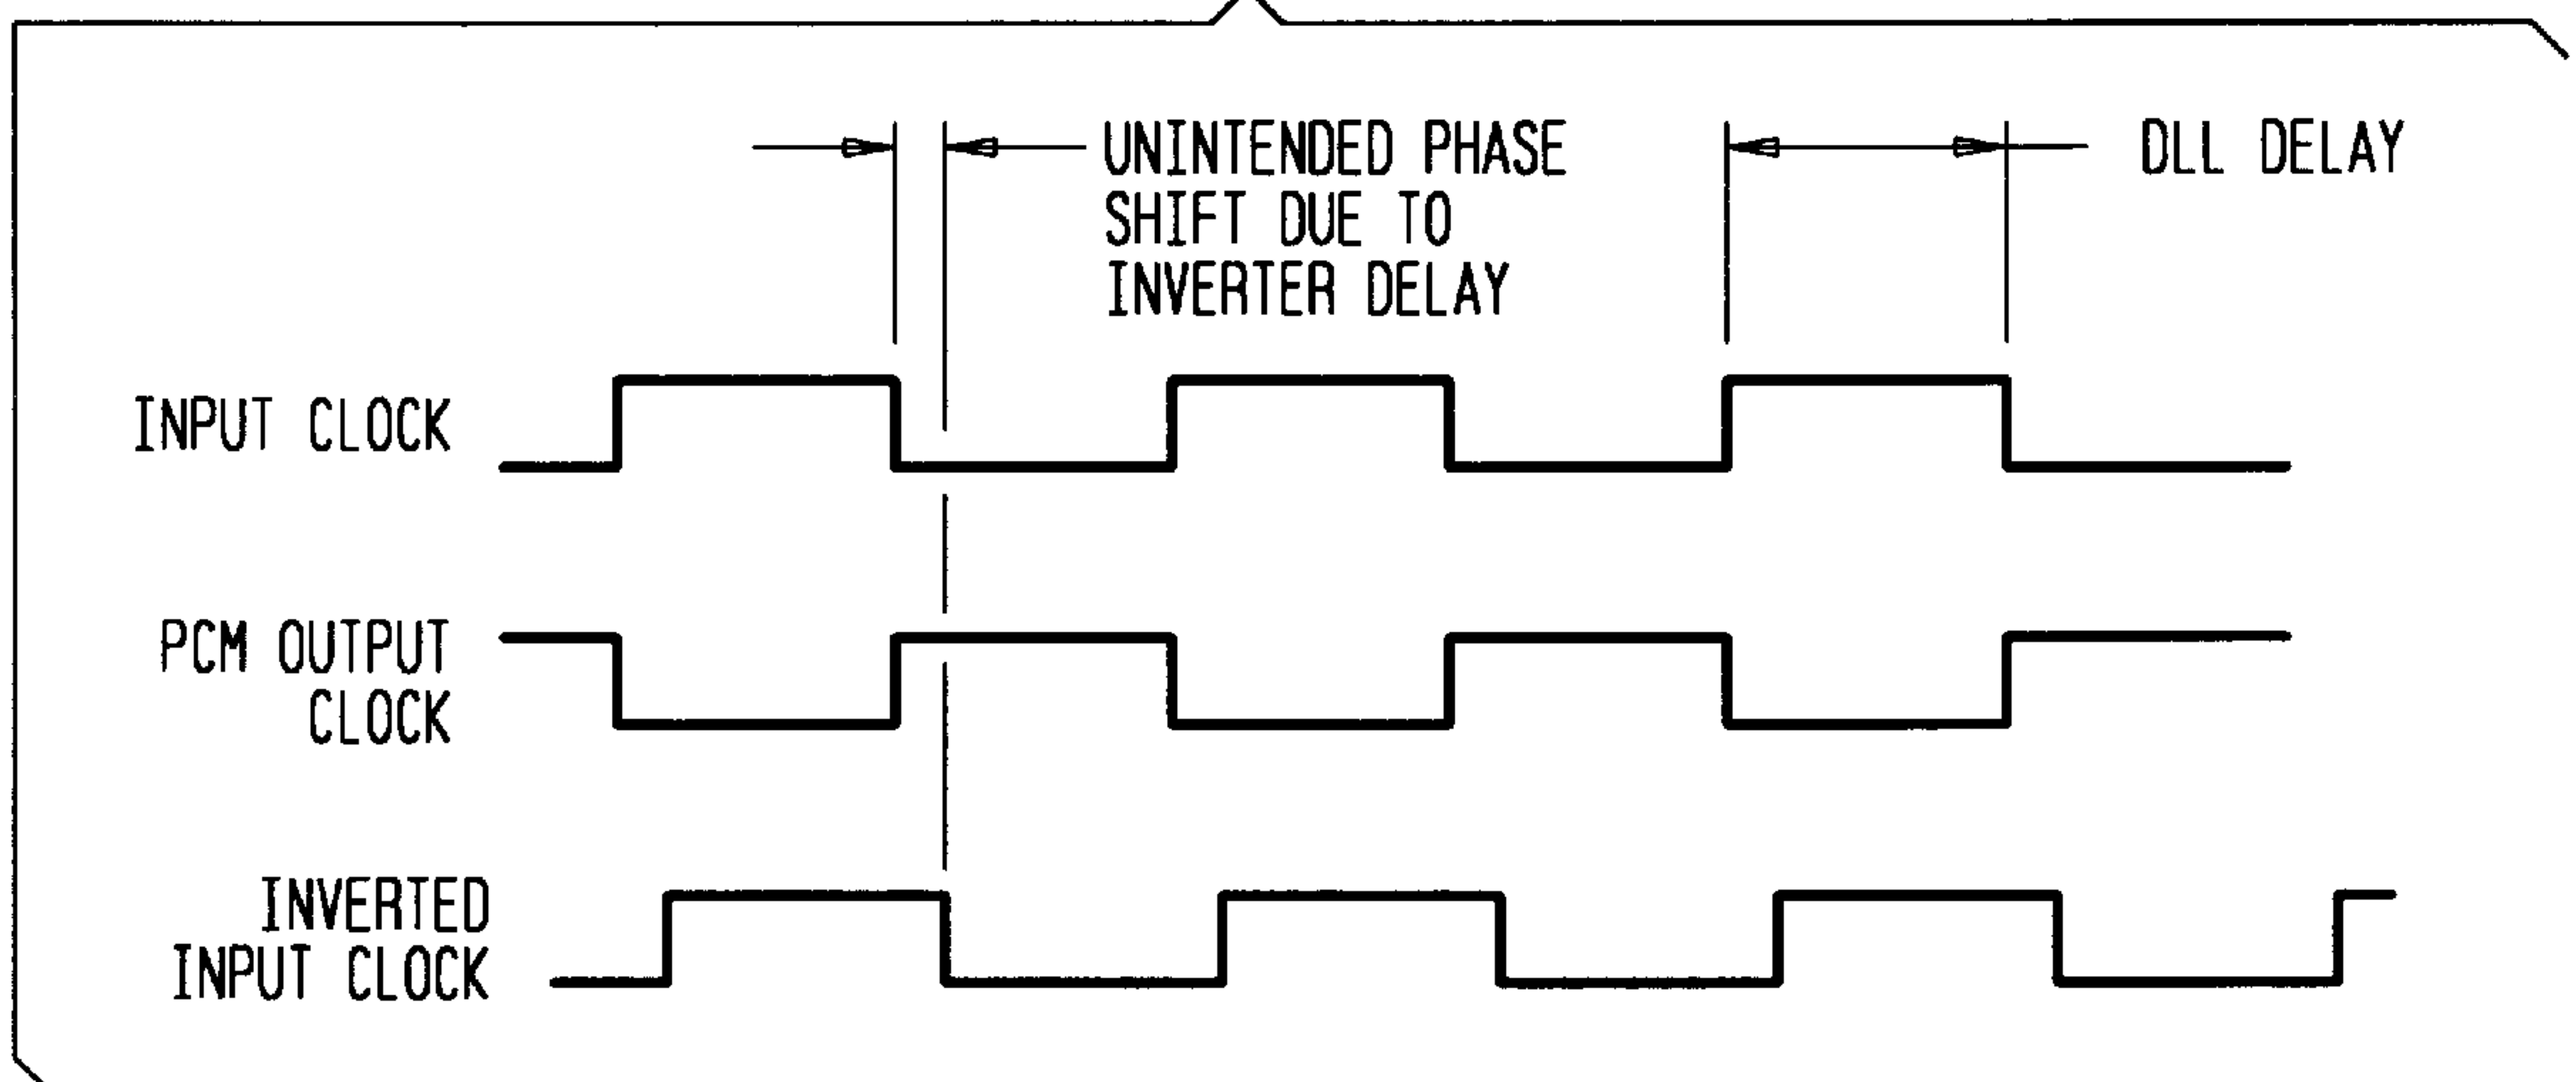 UNINTENDED PHASE
SHIFT DUE TO
INVERTER DELAY
DLL DELAY
INPUT CLOCK
PCM OUTPUT
CLOCK
INVERTED
INPUT CLOCK